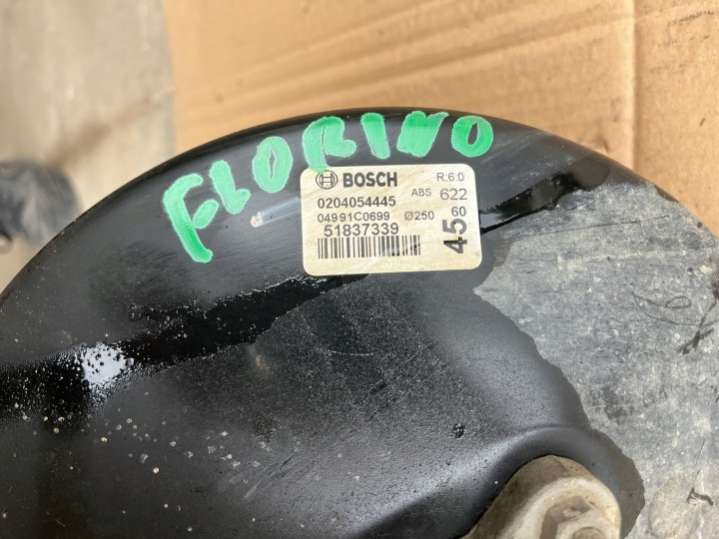 FLORINO
BOSCH R.6.0
0204054445 ABS 622
04991C0699 Ø250 60
51837339 45